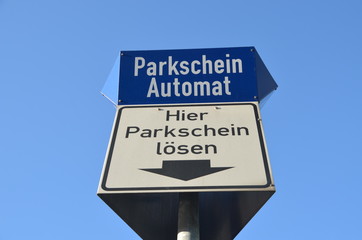 Parkschein
Automat
Hier
Parkschein
lösen